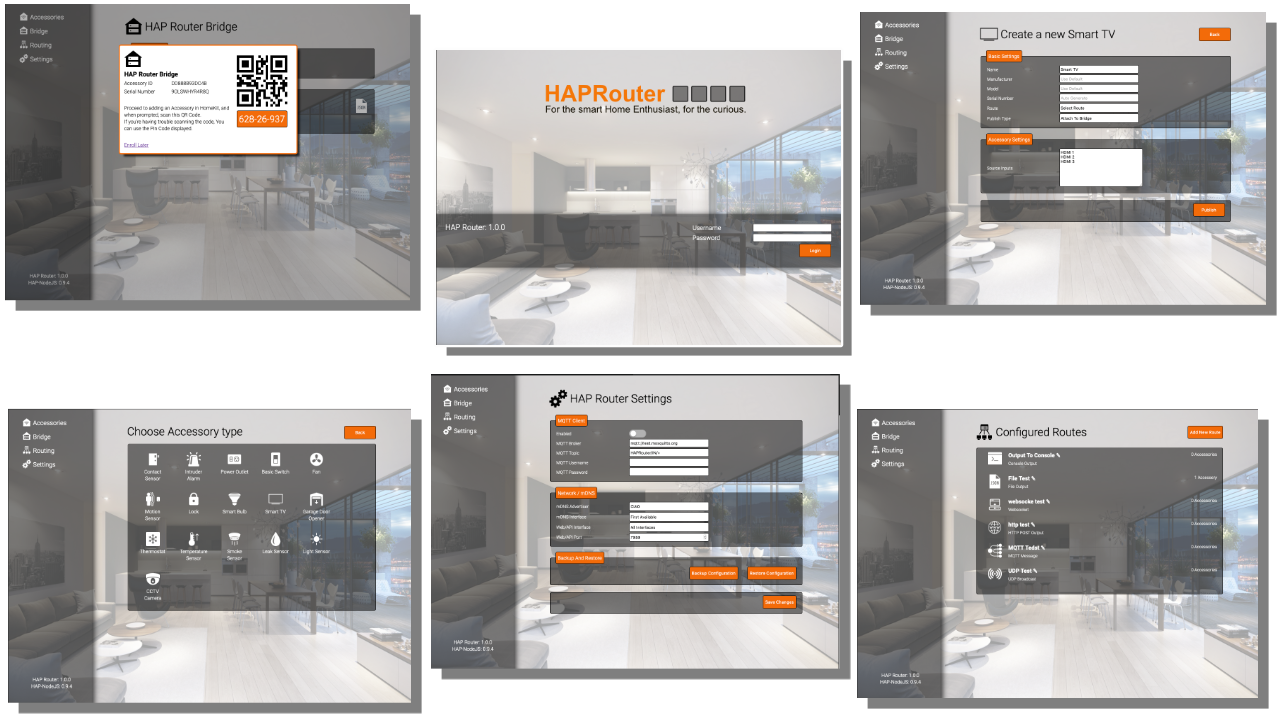 Accessories
Bridge
Routing
Settings
HAP Router Bridge
HAP Router Bridge
Accessory ID
Serial Number
Proceed to adding an Accessory in HomeKit, and
when prompted, scan this QR Code.
If you're having trouble scanning the code, You
can use the Pin Code displayed
628-26-937
Enroll Later
HAP Router: 1.0.0
HAP-NodeJS: 0.9.4
HAPRouter
For the smart Home Enthusiast, for the curious.
HAP Router: 1.0.0
Username
Password
Login
Accessories
Bridge
Routing
Settings
Create a new Smart TV
Back
Basic Settings
Name
Smart TV
Manufacturer
Use Default
Model
Use Default
Serial Number
Auto Generate
Route
Select Route
Publish Type
Attach To Bridge
Accessory Settings
Source Inputs
HDMI 1
HDMI 2
HDMI 3
Publish
HAP Router: 1.0.0
HAP-NodeJS: 0.9.4
Accessories
Bridge
Routing
Settings
Choose Accessory type
Back
Contact
Sensor
Intruder
Alarm
Power Outlet
Basic Switch
Fan
Motion
Sensor
Lock
Smart Bulb
Smart TV
Garage Door
Opener
Thermostat
Temperature
Sensor
Smoke
Sensor
Leak Sensor
Light Sensor
CCTV
Camera
HAP Router: 1.0.0
HAP-NodeJS: 0.9.4
Accessories
Bridge
Routing
Settings
HAP Router Settings
MQTT Client
Enabled
MQTT Broker
MQTT Topic
MQTT Username
MQTT Password
Network / mDNS
mDNS Advertiser
CIAO
mDNS Interface
First Available
Web/API Interface
All Interfaces
Web/API Port
7989
Backup And Restore
Backup Configuration
Restore Configuration
Save Changes
HAP Router: 1.0.0
HAP-NodeJS: 0.9.4
Accessories
Bridge
Routing
Settings
Configured Routes
Add New Route
Output To Console
Console Output
0 Accessories
File Test
File Output
1 Accessory
websocke test
Websocket
0 Accessories
http test
HTTP POST Output
0 Accessories
MQTT Tedst
MQTT Message
0 Accessories
UDP Test
UDP Broadcast
0 Accessories
HAP Router: 1.0.0
HAP-NodeJS: 0.9.4